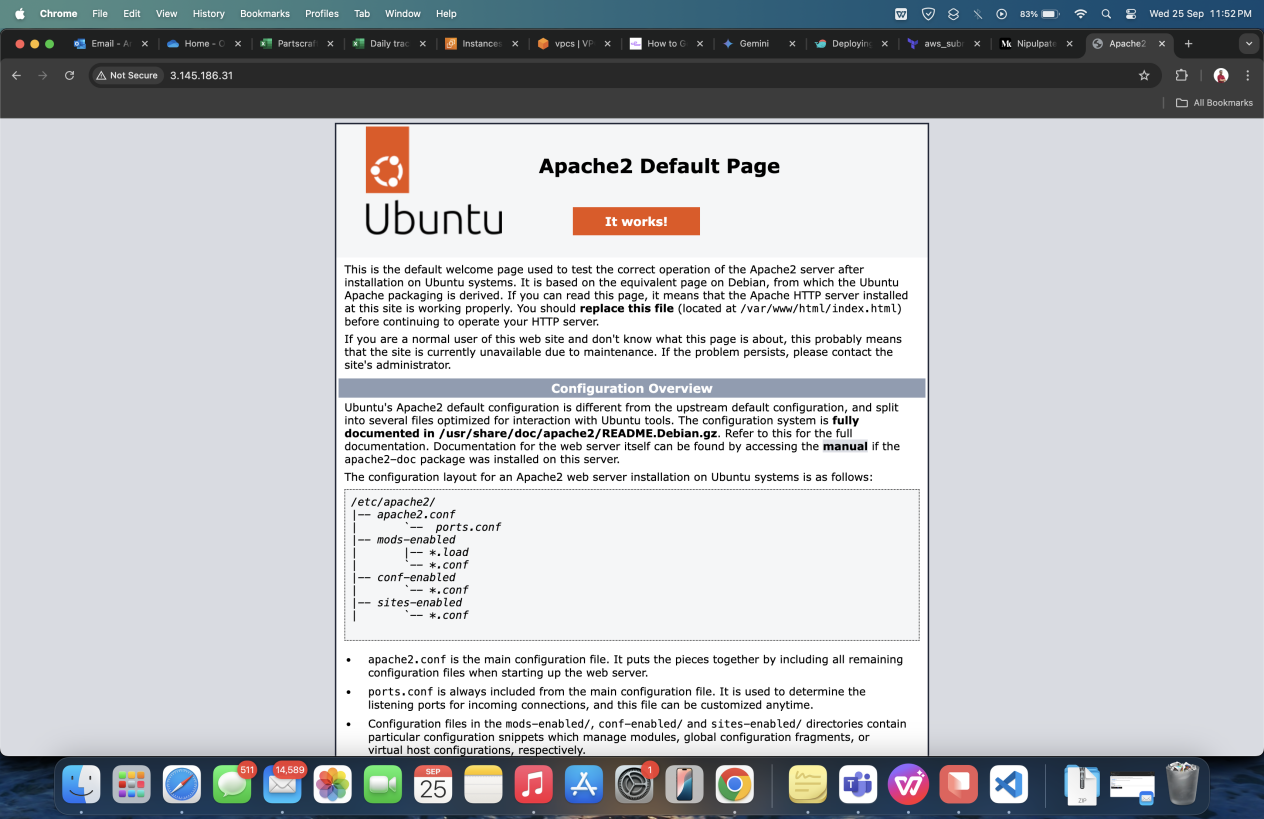 Chrome File Edit View History Bookmarks Profiles Tab Window Help 83% Wed 25 Sep 11:52 PM
Email - Ar Home - O Partscraf Daily trac Instances vpcs | VP How to G Gemini Deploying aws_subn Nipulpate Apache2
Not Secure 3.145.186.31
All Bookmarks
Apache2 Default Page
Ubuntu
It works!
This is the default welcome page used to test the correct operation of the Apache2 server after
installation on Ubuntu systems. It is based on the equivalent page on Debian, from which the Ubuntu
Apache packaging is derived. If you can read this page, it means that the Apache HTTP server installed
at this site is working properly. You should replace this file (located at /var/www/html/index.html)
before continuing to operate your HTTP server.
If you are a normal user of this web site and don't know what this page is about, this probably means
that the site is currently unavailable due to maintenance. If the problem persists, please contact the
site's administrator.
Configuration Overview
Ubuntu's Apache2 default configuration is different from the upstream default configuration, and split
into several files optimized for interaction with Ubuntu tools. The configuration system is fully
documented in /usr/share/doc/apache2/README.Debian.gz. Refer to this for the full
documentation. Documentation for the web server itself can be found by accessing the manual if the
apache2-doc package was installed on this server.
The configuration layout for an Apache2 web server installation on Ubuntu systems is as follows:
/etc/apache2/
|-- apache2.conf
|       `--  ports.conf
|-- mods-enabled
|       |-- *.load
|       `-- *.conf
|-- conf-enabled
|       `-- *.conf
|-- sites-enabled
|       `-- *.conf
• apache2.conf is the main configuration file. It puts the pieces together by including all remaining
configuration files when starting up the web server.
• ports.conf is always included from the main configuration file. It is used to determine the
listening ports for incoming connections, and this file can be customized anytime.
• Configuration files in the mods-enabled/, conf-enabled/ and sites-enabled/ directories contain
particular configuration snippets which manage modules, global configuration fragments, or
virtual host configurations, respectively.
511 14,589 SEP 25 1 ZIP